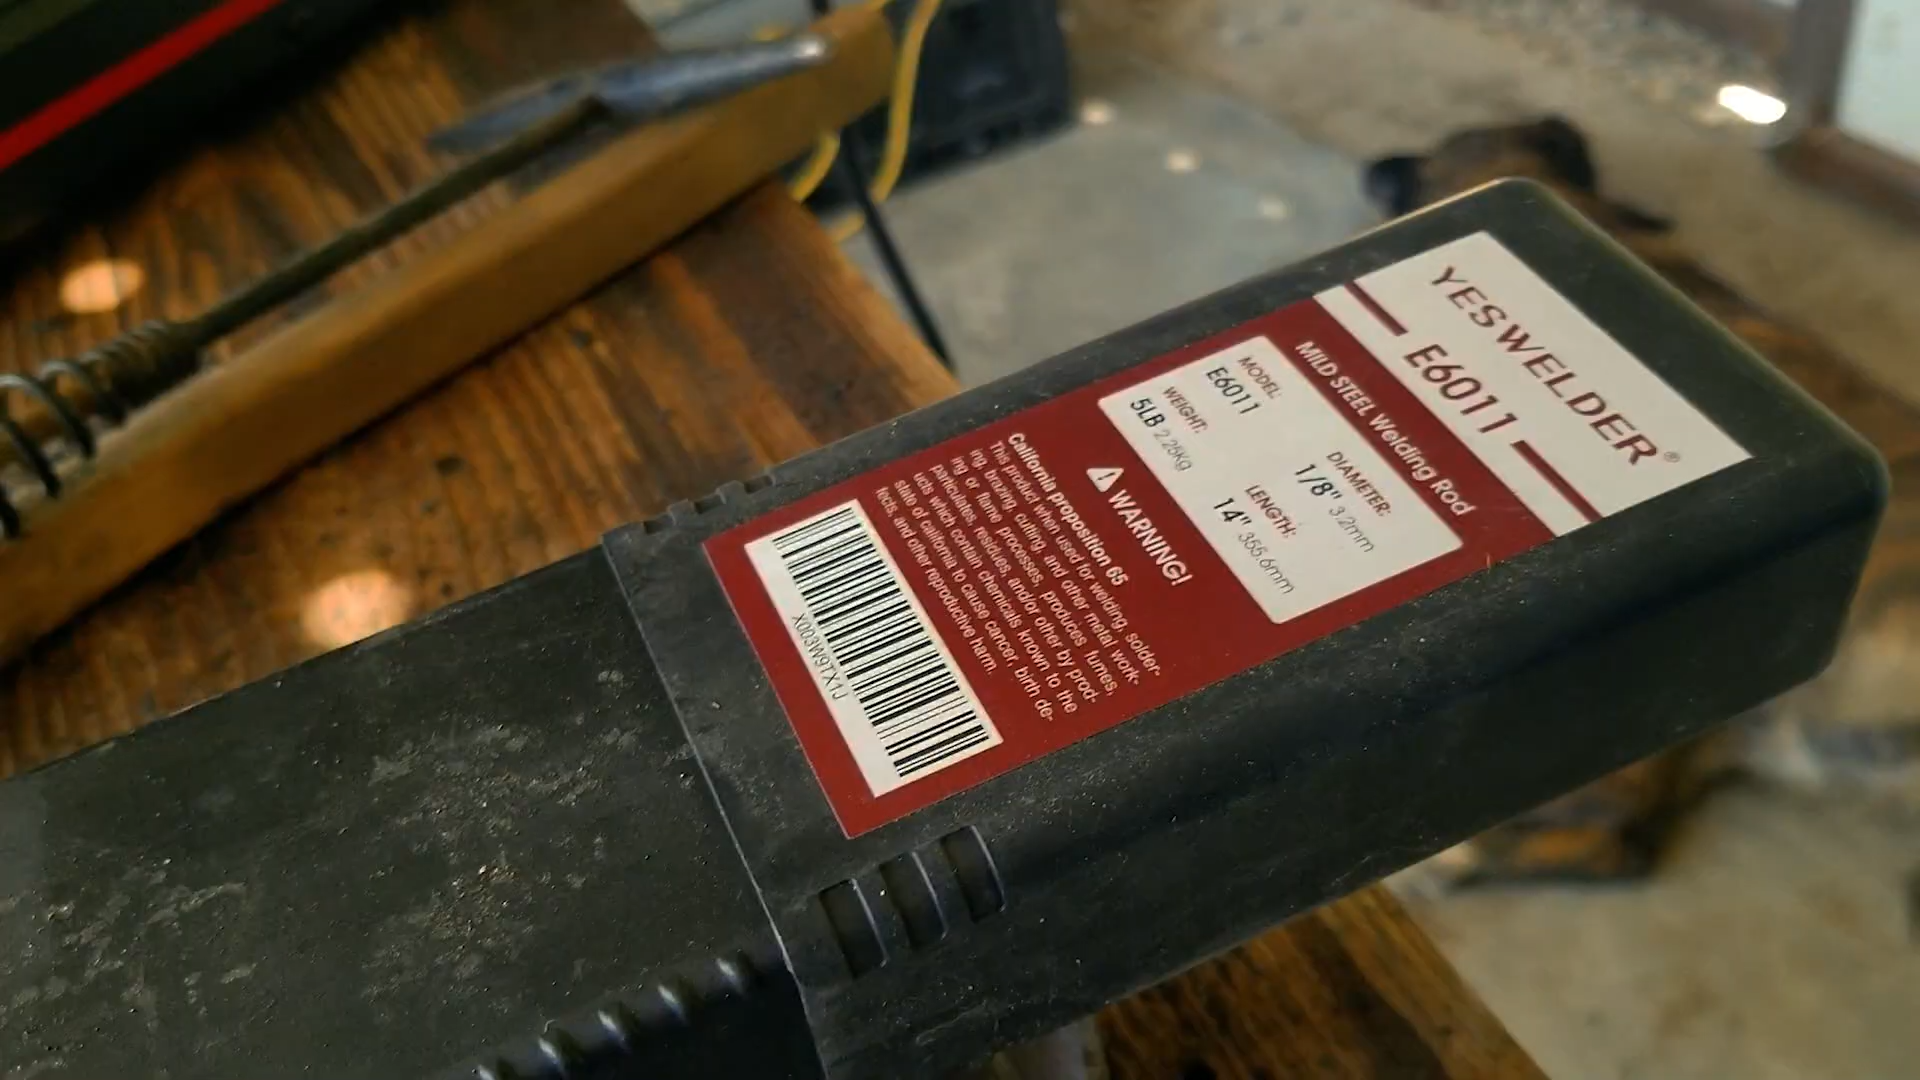 YESWELDER®
E6011
MILD STEEL Welding Rod
MODEL:
E6011
DIAMETER:
1/8" 3.2mm
WEIGHT:
5LB 2.25Kg
LENGTH:
14" 355.6mm
⚠ WARNING!
California proposition 65
This product when used for welding, solder-
ing, brazing, cutting, and other metal work-
ing or flame processes, produces fumes,
particulates, residues, and/or other by prod-
ucts which contain chemicals known to the
state of california to cause cancer, birth de-
fects, and other reproductive harm.
X003W97X1J